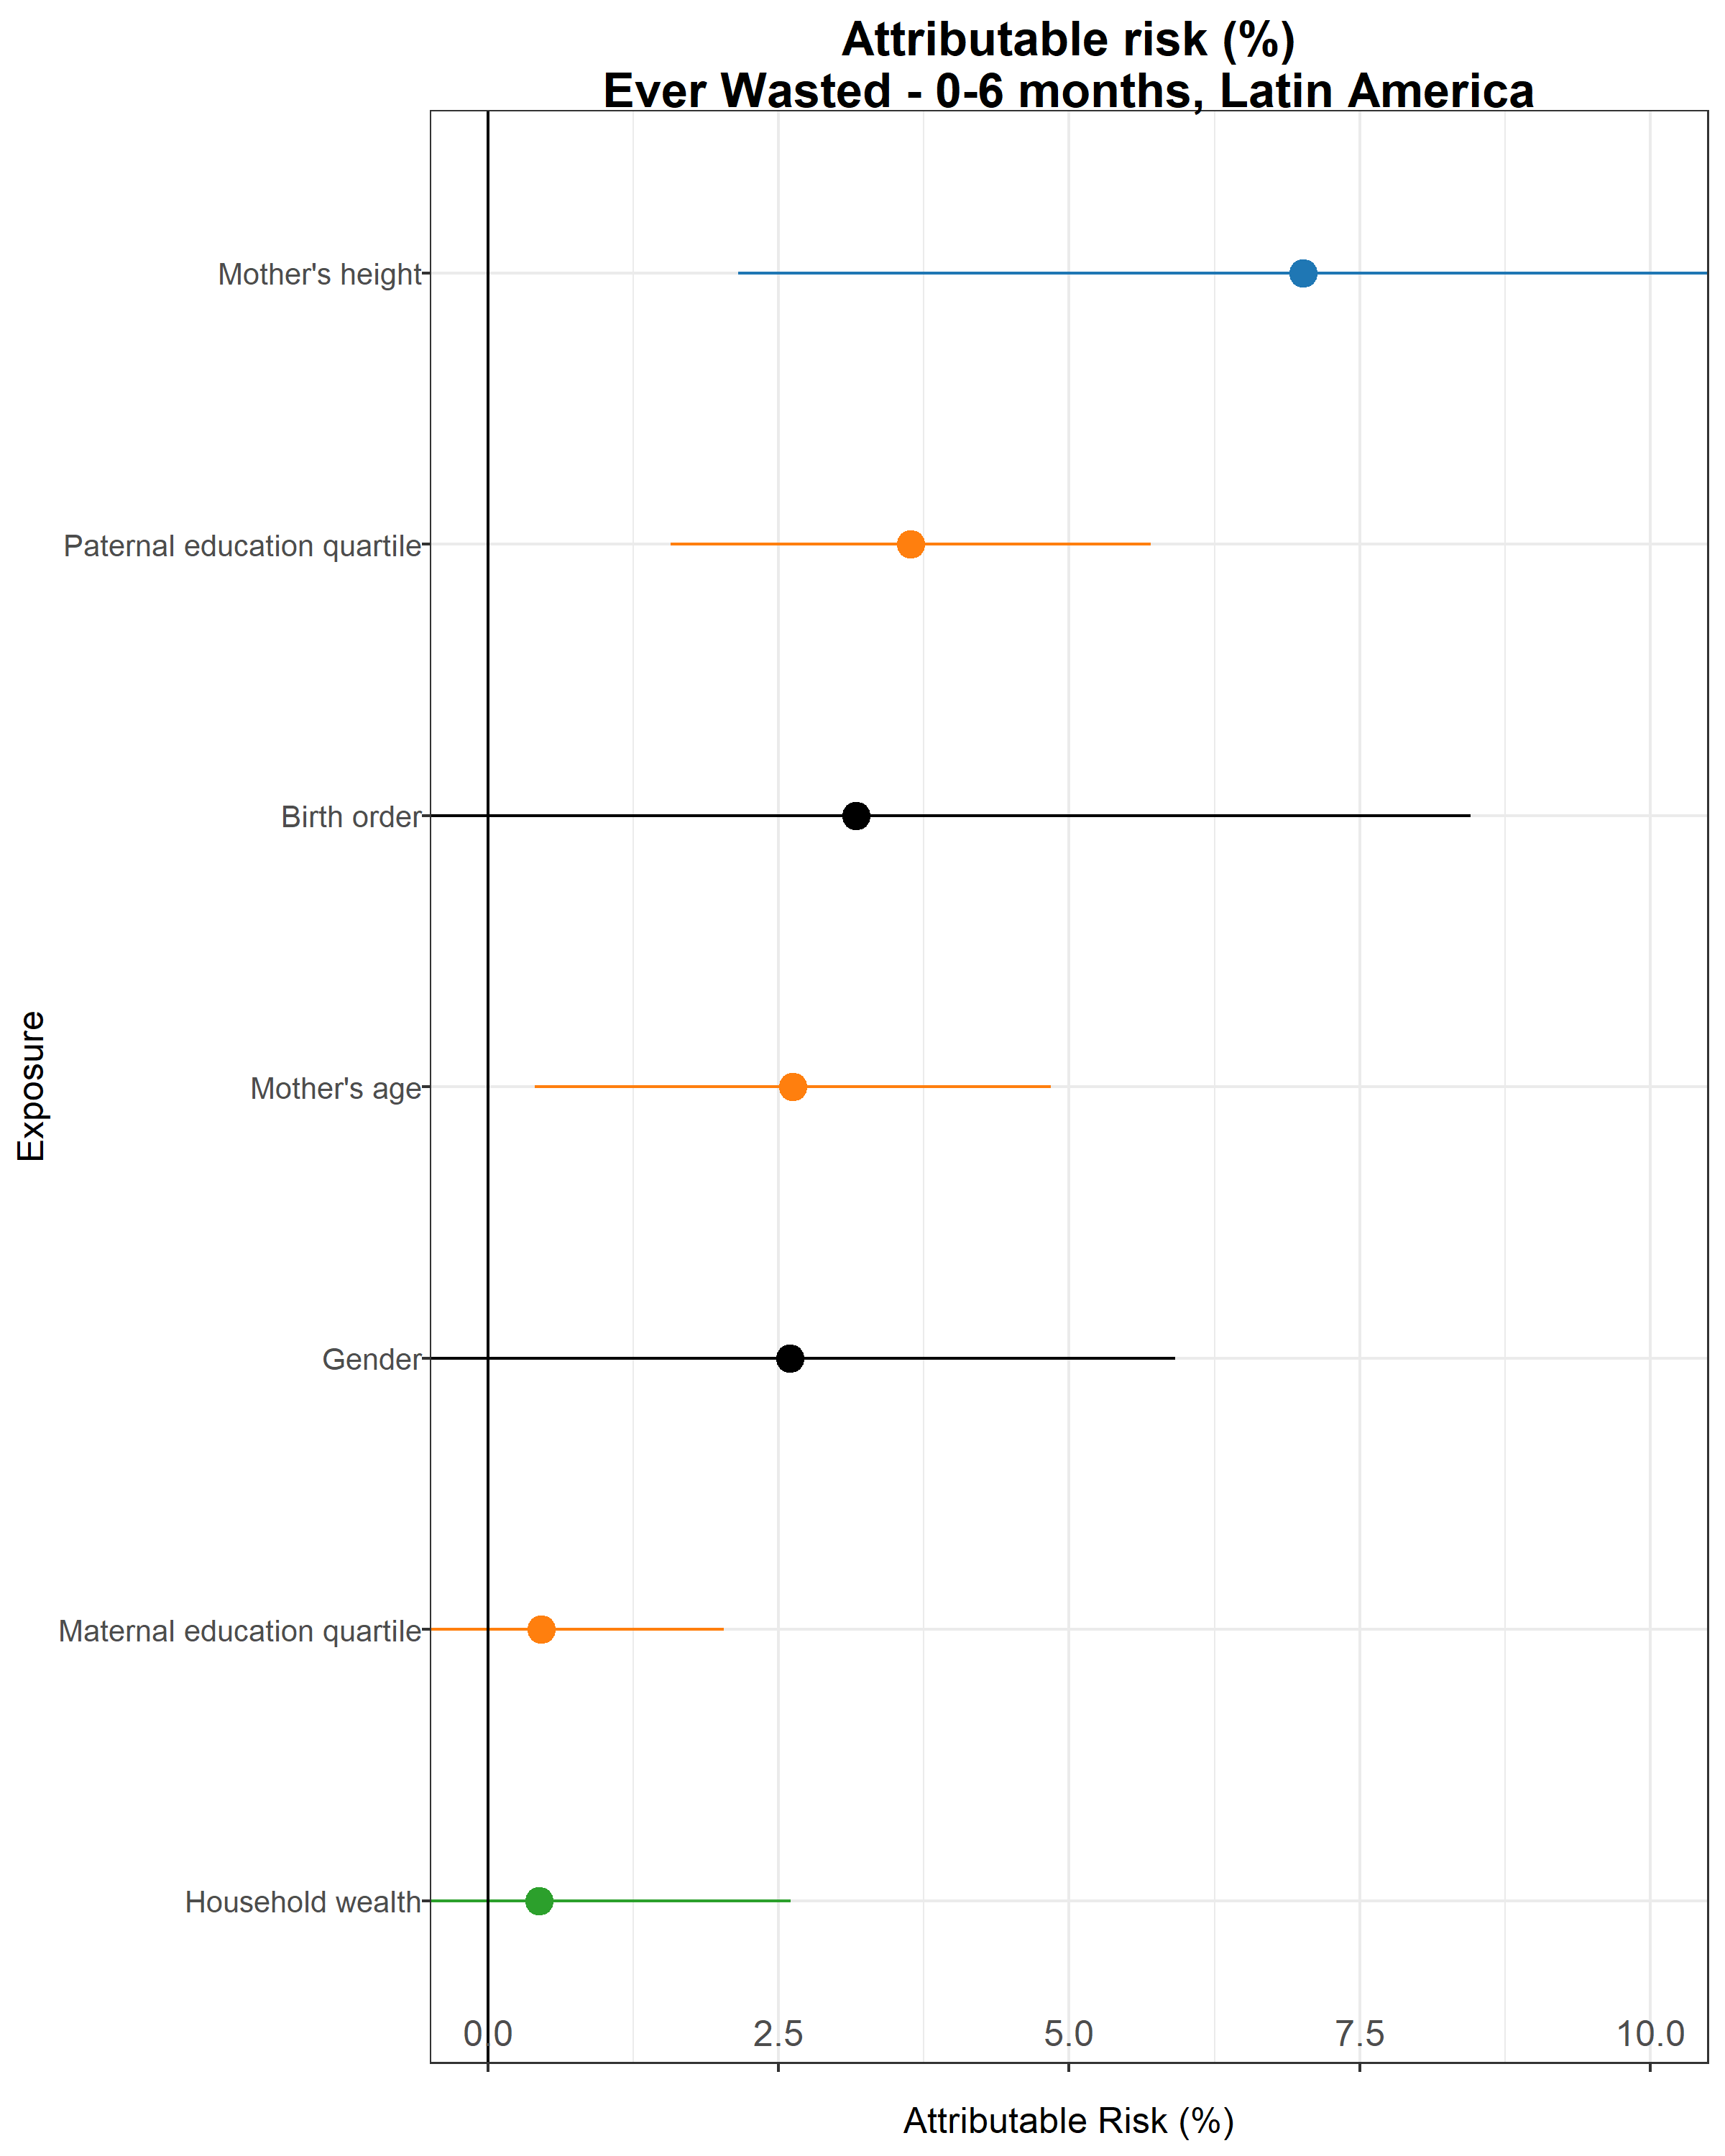 Attributable risk (%)
Ever Wasted - 0-6 months, Latin America
Mother's height
Paternal education quartile
Birth order
Mother's age
Gender
Maternal education quartile
Household wealth
Exposure
0.0 2.5 5.0 7.5 10.0
Attributable Risk (%)